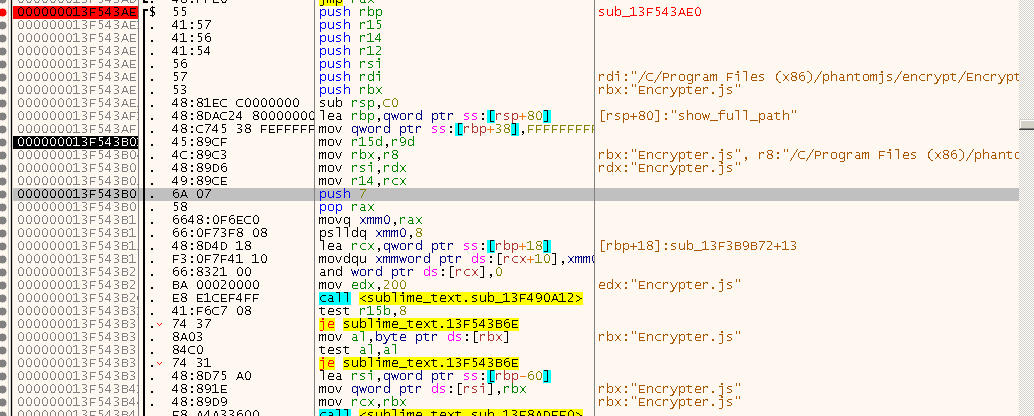 000000013F543AE 55 push rbp sub_13F543AE0
000000013F543AE 41:57 push r15
000000013F543AE 41:56 push r14
000000013F543AE 41:54 push r12
000000013F543AE 56 push rsi
000000013F543AE 57 push rdi rdi:"/C/Program Files (x86)/phantomjs/encrypt/Encrypt
000000013F543AE 53 push rbx rbx:"Encrypter.js"
000000013F543AE 48:81EC C0000000 sub rsp,C0
000000013F543AE 48:8DAC24 80000000 lea rbp,qword ptr ss:[rsp+80] [rsp+80]:"show_full_path"
000000013F543AF 48:C745 38 FEFFFFF mov qword ptr ss:[rbp+38],FFFFFFFFF
000000013F543B0 45:89CF mov r15d,r9d
000000013F543B0 4C:89C3 mov rbx,r8 rbx:"Encrypter.js", r8:"/C/Program Files (x86)/phanto
000000013F543B0 48:89D6 mov rsi,rdx rdx:"Encrypter.js"
000000013F543B0 49:89CE mov r14,rcx
000000013F543B0 6A 07 push 7
000000013F543B0 58 pop rax
000000013F543B1 6648:0F6EC0 movq xmm0,rax
000000013F543B1 66:0F73F8 08 pslldq xmm0,8
000000013F543B1 48:8D4D 18 lea rcx,qword ptr ss:[rbp+18] [rbp+18]:sub_13F3B9B72+13
000000013F543B1 F3:0F7F41 10 movdqu xmmword ptr ds:[rcx+10],xmm
000000013F543B2 66:8321 00 and word ptr ds:[rcx],0
000000013F543B2 BA 00020000 mov edx,200 edx:"Encrypter.js"
000000013F543B2 E8 E1CEF4FF call <sublime_text.sub_13F490A12>
000000013F543B3 41:F6C7 08 test r15b,8
000000013F543B3 74 37 je sublime_text.13F543B6E
000000013F543B3 8A03 mov al,byte ptr ds:[rbx] rbx:"Encrypter.js"
000000013F543B3 84C0 test al,al
000000013F543B3 74 31 je sublime_text.13F543B6E
000000013F543B3 48:8D75 A0 lea rsi,qword ptr ss:[rbp-60]
000000013F543B4 48:891E mov qword ptr ds:[rsi],rbx rbx:"Encrypter.js"
000000013F543B4 48:89D9 mov rcx,rbx rbx:"Encrypter.js"